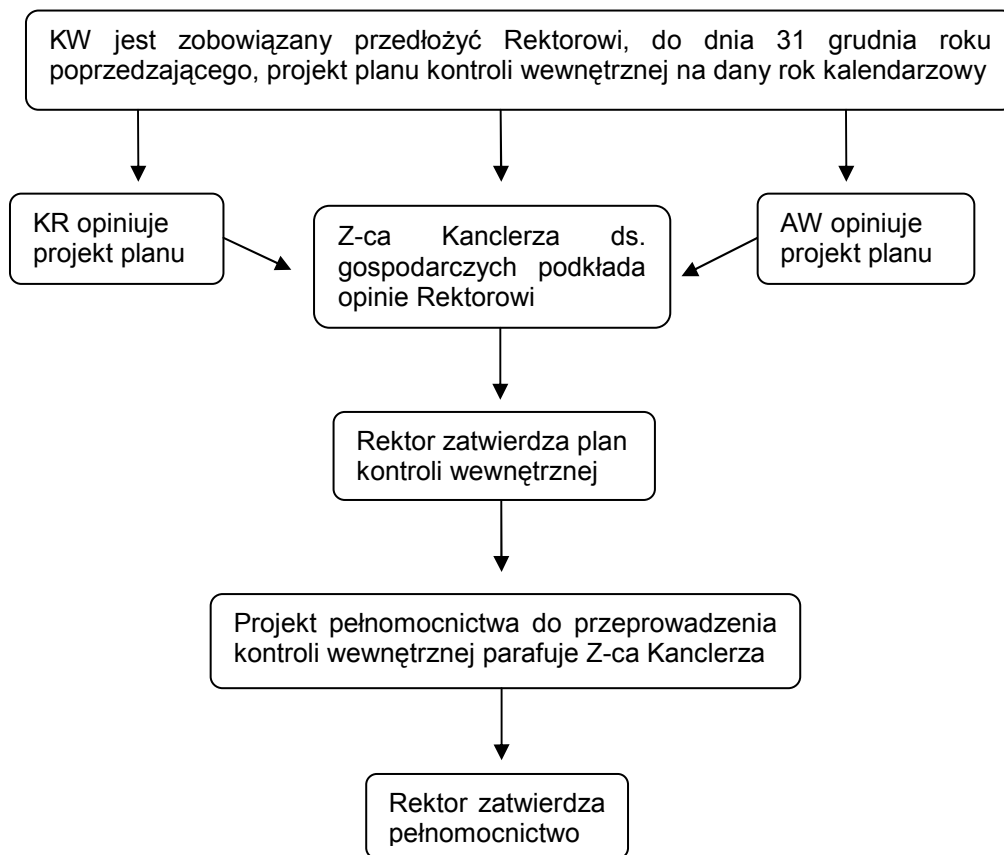 KW jest zobowiązany przedłożyć Rektorowi, do dnia 31 grudnia roku
poprzedzającego, projekt planu kontroli wewnętrznej na dany rok kalendarzowy
KR opiniuje
projekt planu
Z-ca Kanclerza ds.
gospodarczych podkłada
opinie Rektorowi
AW opiniuje
projekt planu
Rektor zatwierdza plan
kontroli wewnętrznej
Projekt pełnomocnictwa do przeprowadzenia
kontroli wewnętrznej parafuje Z-ca Kanclerza
Rektor zatwierdza
pełnomocnictwo